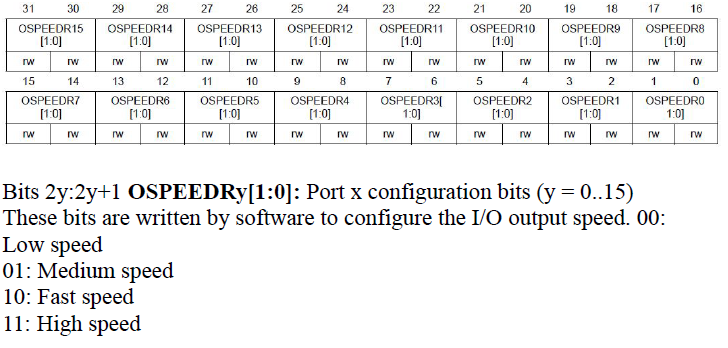 31 30 29 28 27 26 25 24 23 22 21 20 19 18 17 16
OSPEEDR15 OSPEEDR14 OSPEEDR13 OSPEEDR12 OSPEEDR11 OSPEEDR10 OSPEEDR9 OSPEEDR8
[1:0] [1:0] [1:0] [1:0] [1:0] [1:0] [1:0] [1:0]
rw rw rw rw rw rw rw rw rw rw rw rw rw rw rw rw
15 14 13 12 11 10 9 8 7 6 5 4 3 2 1 0
OSPEEDR7 OSPEEDR6 OSPEEDR5 OSPEEDR4 OSPEEDR3[ OSPEEDR2 OSPEEDR1 OSPEEDR0
[1:0] [1:0] [1:0] [1:0] 1:0] [1:0] [1:0] 1:0]
rw rw rw rw rw rw rw rw rw rw rw rw rw rw rw rw
Bits 2y:2y+1 OSPEEDRy[1:0]: Port x configuration bits (y = 0..15)
These bits are written by software to configure the I/O output speed. 00:
Low speed
01: Medium speed
10: Fast speed
11: High speed